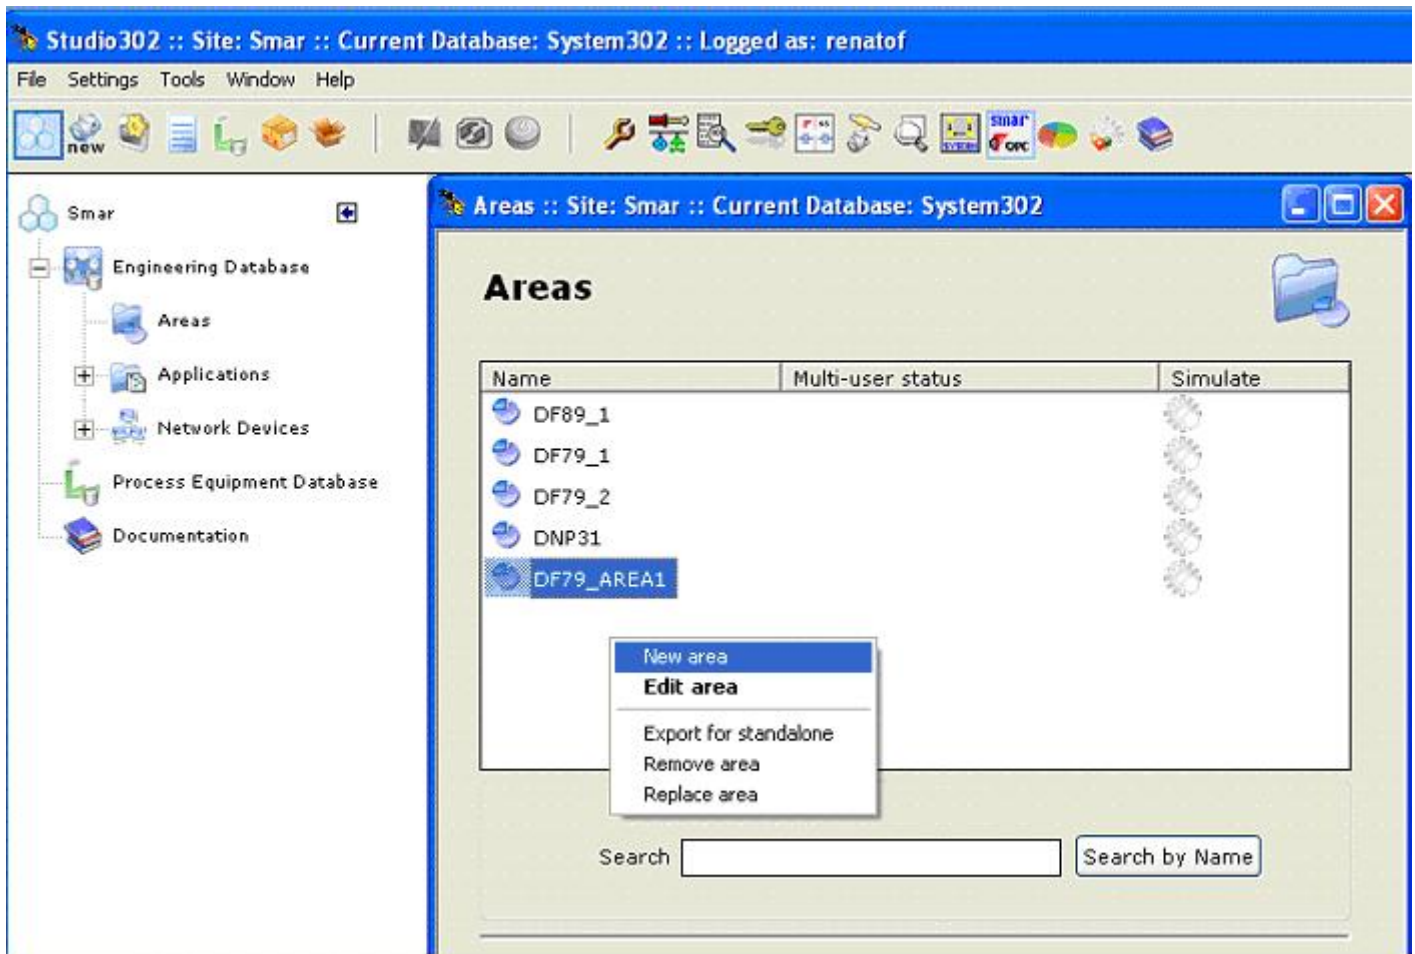 Studio302 :: Site: Smar :: Current Database: System302 :: Logged as: renatof
File Settings Tools Window Help
new
smar
OPC
Smar
Engineering Database
Areas
Applications
Network Devices
Process Equipment Database
Documentation
Areas :: Site: Smar :: Current Database: System302
Areas
Name Multi-user status Simulate
DF89_1
DF79_1
DF79_2
DNP31
DF79_AREA1
New area
Edit area
Export for standalone
Remove area
Replace area
Search Search by Name